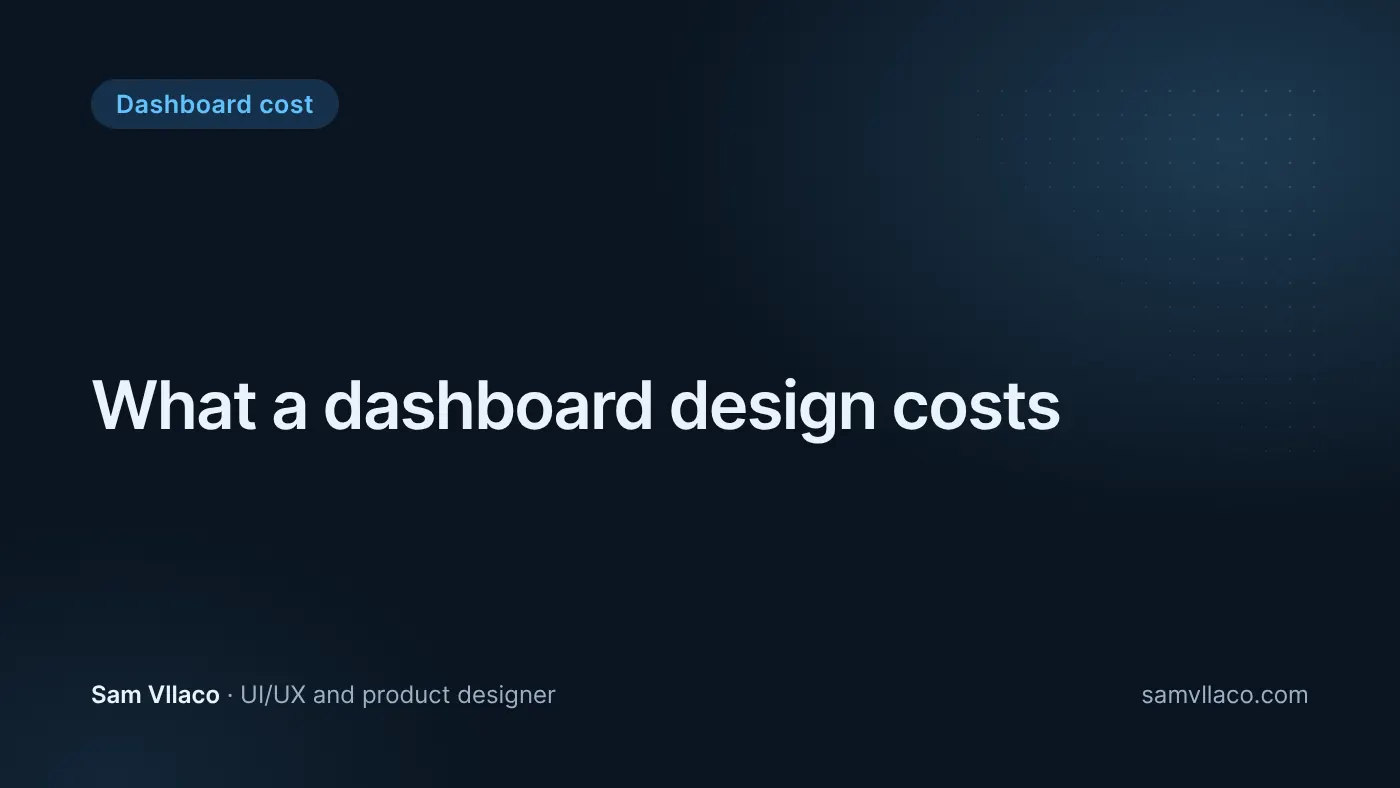 Dashboard cost
What a dashboard design costs
Sam Vllaco · UI/UX and product designer
samvllaco.com